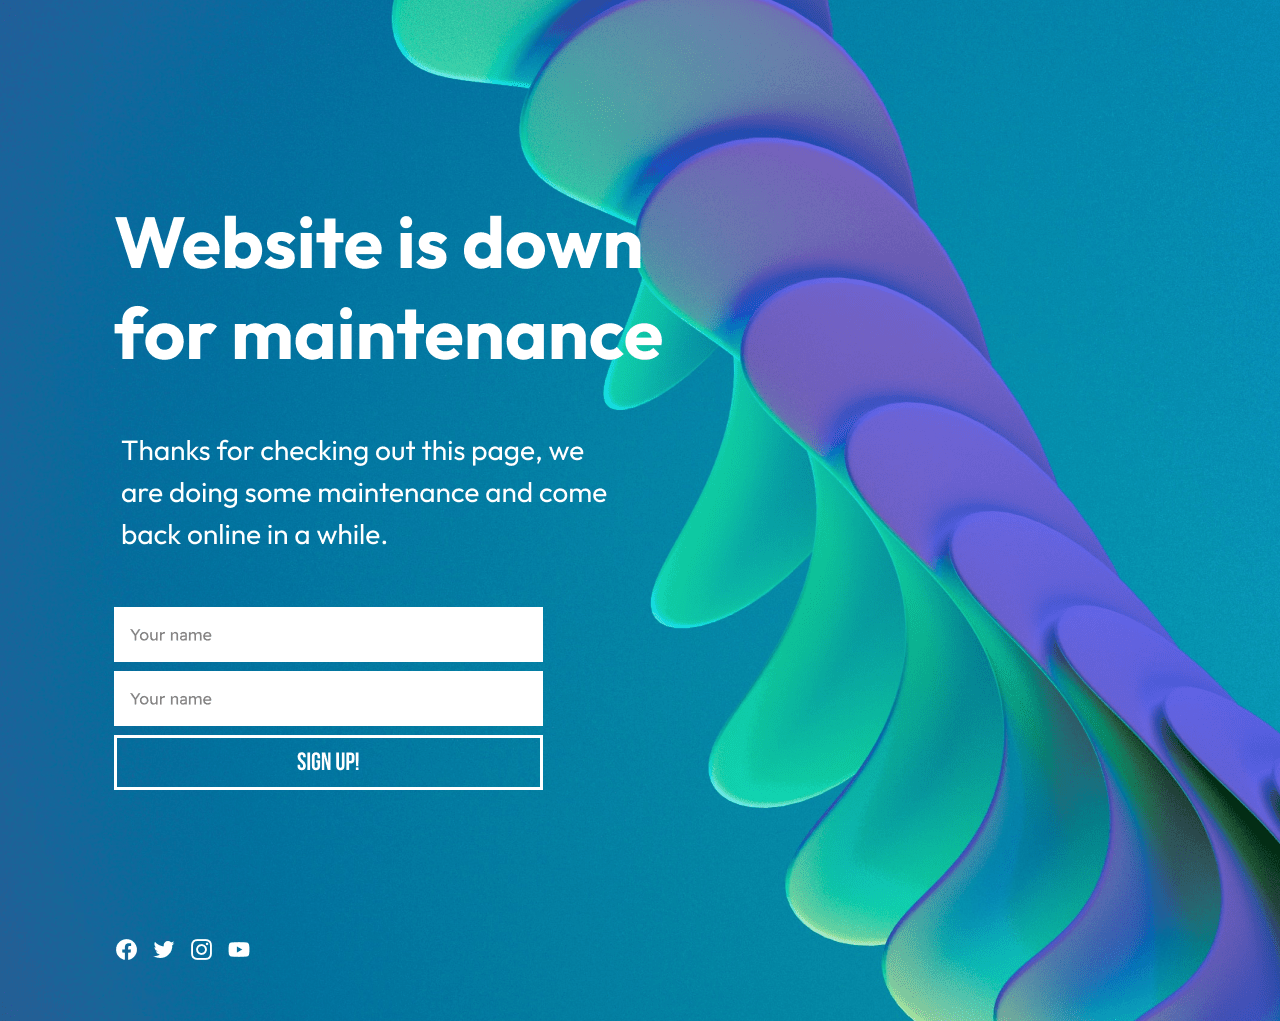 Website is down
for maintenance
Thanks for checking out this page, we
are doing some maintenance and come
back online in a while.
Your name
Your name
SIGN UP!